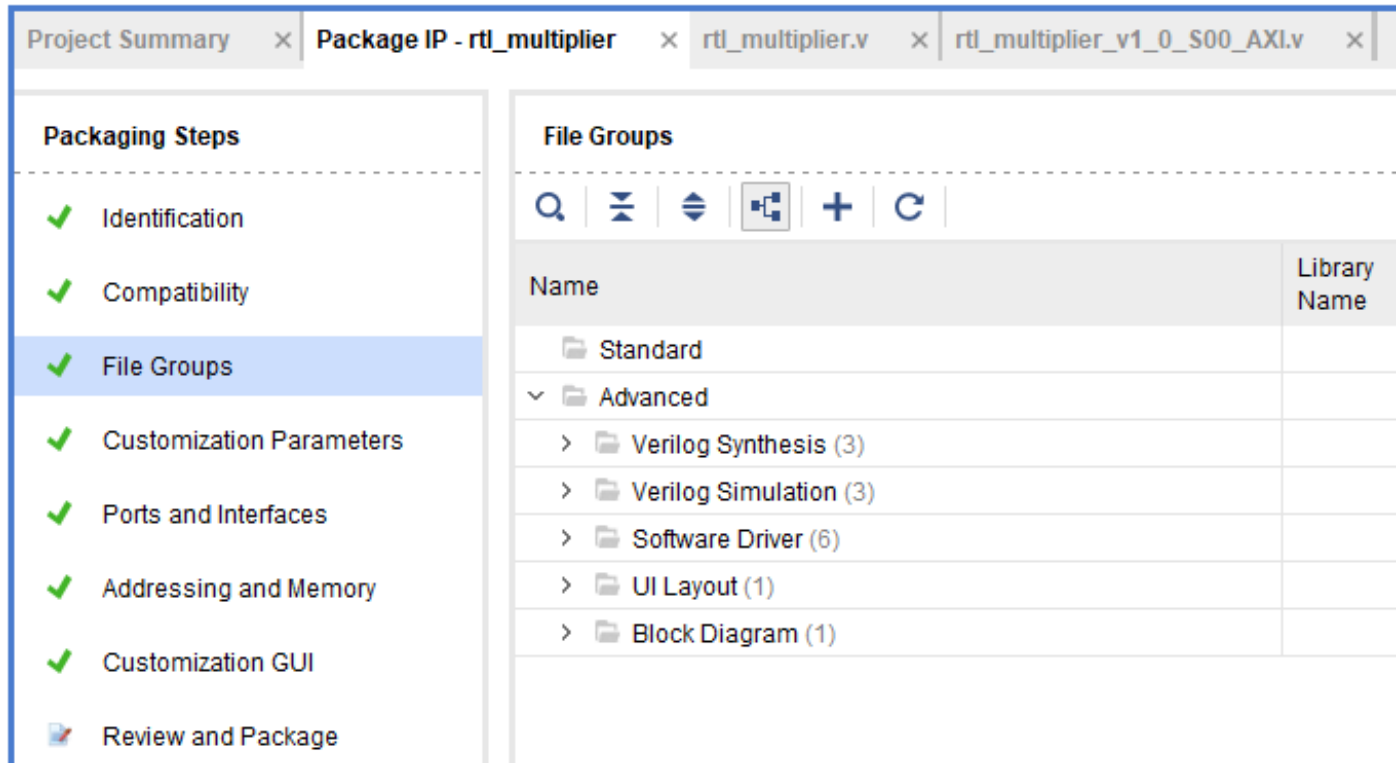 Project Summary
Package IP - rtl_multiplier
rtl_multiplier.v
rtl_multiplier_v1_0_S00_AXI.v
Packaging Steps
Identification
Compatibility
File Groups
Customization Parameters
Ports and Interfaces
Addressing and Memory
Customization GUI
Review and Package
File Groups
Name
Library
Name
Standard
Advanced
Verilog Synthesis (3)
Verilog Simulation (3)
Software Driver (6)
UI Layout (1)
Block Diagram (1)